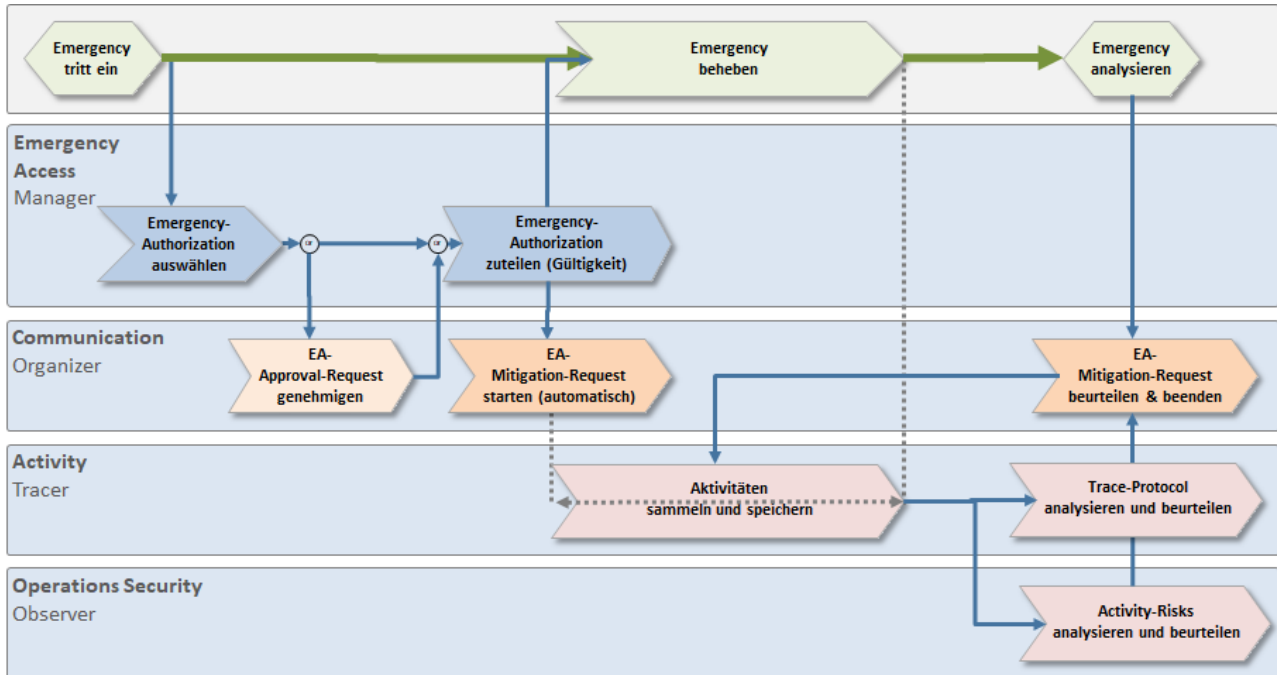 Emergency
tritt ein
Emergency
beheben
Emergency
analysieren
Emergency
Access
Manager
Emergency-
Authorization
auswählen
or
or
Emergency-
Authorization
zuteilen (Gültigkeit)
Communication
Organizer
EA-
Approval-Request
genehmigen
EA-
Mitigation-Request
starten (automatisch)
EA-
Mitigation-Request
beurteilen & beenden
Activity
Tracer
Aktivitäten
sammeln und speichern
Trace-Protocol
analysieren und beurteilen
Operations Security
Observer
Activity-Risks
analysieren und beurteilen